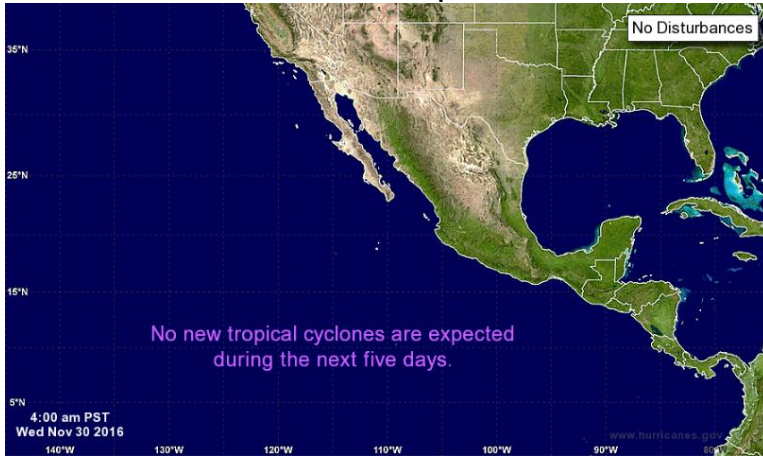 No Disturbances
35°N
25°N
15°N
No new tropical cyclones are expected
during the next five days.
5°N
4:00 am PST
Wed Nov 30 2016
www.hurricanes.gov
140°W
130°W
120°W
110°W
100°W
90°W
80°W